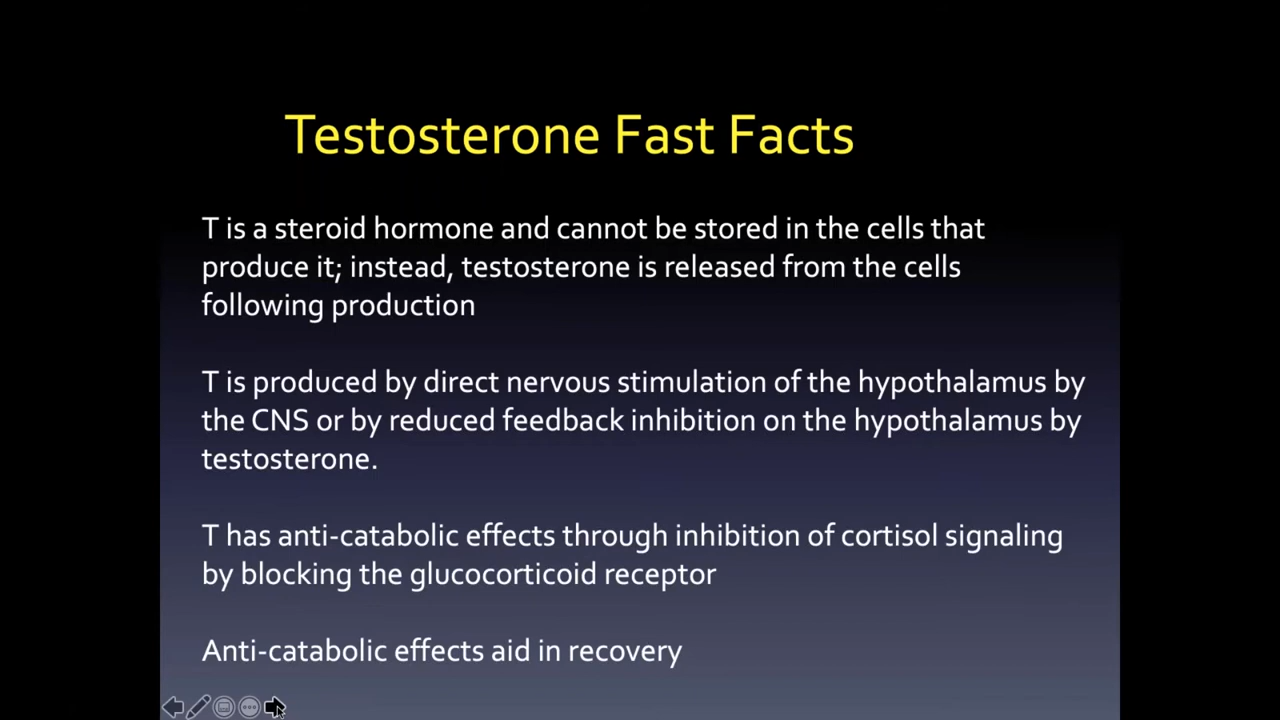 Testosterone Fast Facts
T is a steroid hormone and cannot be stored in the cells that
produce it; instead, testosterone is released from the cells
following production
T is produced by direct nervous stimulation of the hypothalamus by
the CNS or by reduced feedback inhibition on the hypothalamus by
testosterone.
T has anti-catabolic effects through inhibition of cortisol signaling
by blocking the glucocorticoid receptor
Anti-catabolic effects aid in recovery